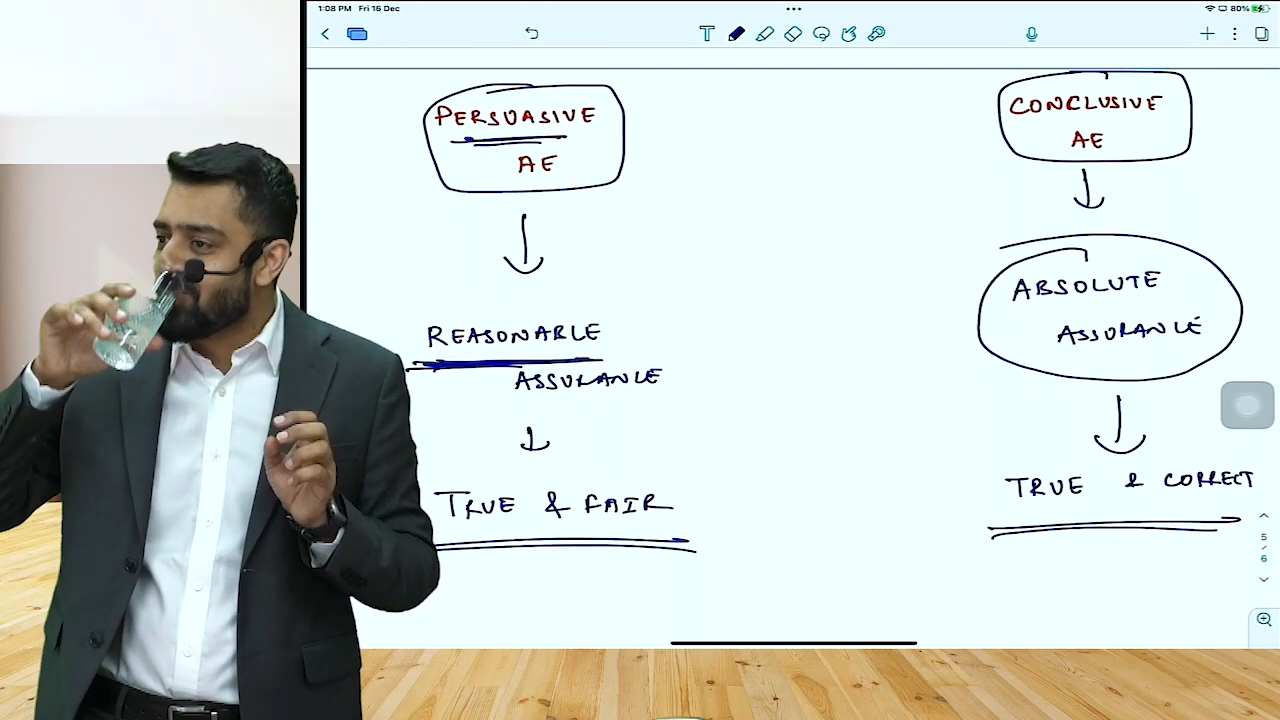 1:08 PM Fri 16 Dec
80%
T
PERSUASIVE
AE
REASONABLE
ASSURANCE
TRUE & FAIR
CONCLUSIVE
AE
ABSOLUTE
ASSURANCE
TRUE & CORRECT
5
/
6